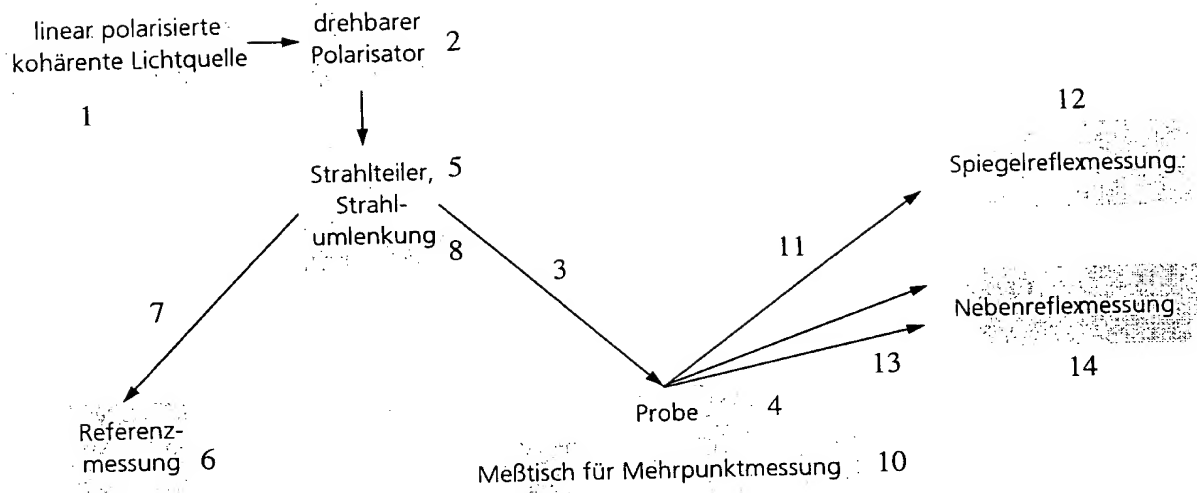 linear polarisierte
kohärente Lichtquelle
1
drehbarer
Polarisator 2
Strahlteiler, 5
Strahl-
umlenkung 8
3
7
Referenz-
messung 6
11
12
Spiegelreflexmessung
Nebenreflexmessung
13
14
Probe 4
Meßtisch für Mehrpunktmessung 10